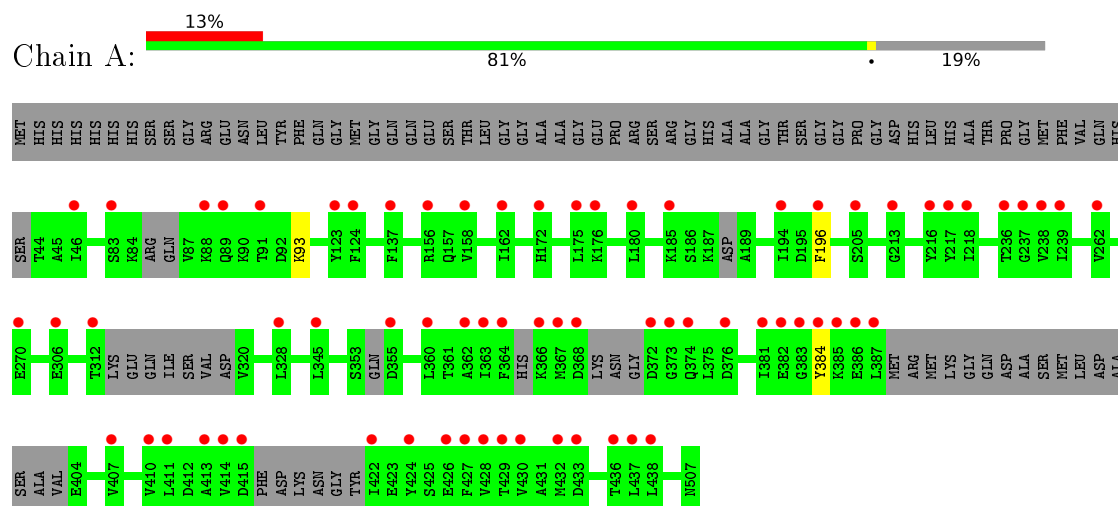 13%
Chain A:
81%
19%
MET HIS HIS HIS HIS HIS HIS SER SER GLY ARG GLU ASN LEU TYR PHE GLN GLY MET GLY GLN GLN GLU SER THR LEU GLY GLY ALA ALA GLY GLU PRO ARG SER ARG GLY HIS ALA ALA GLY THR SER GLY GLY PRO GLY ASP HIS LEU HIS ALA THR PRO GLY MET PHE VAL GLN HIS
SER T44 A45 I46 S83 K84 ARG GLN V87 K88 Q89 K90 T91 D92 K93 Y123 F124 F137 R156 Q157 V158 I162 H172 L175 K176 L180 K185 S186 K187 ASP A189 I194 D195 F196 S205 G213 Y216 Y217 I218 T236 G237 V238 I239 V262
E270 E306 T312 LYS GLU GLN ILE SER VAL ASP V320 L328 L345 S353 GLN D355 L360 T361 A362 I363 F364 HIS K366 M367 D368 LYS ASN GLY D372 G373 Q374 L375 D376 I381 E382 G383 Y384 K385 E386 L387 MET ARG MET LYS GLY GLN ASP ALA SER MET LEU ASP ALA
SER ALA VAL E404 V407 V410 L411 D412 A413 V414 D415 PHE ASP LYS ASN GLY TYR I422 E423 Y424 S425 E426 F427 V428 T429 V430 A431 M432 D433 T436 L437 L438 N507